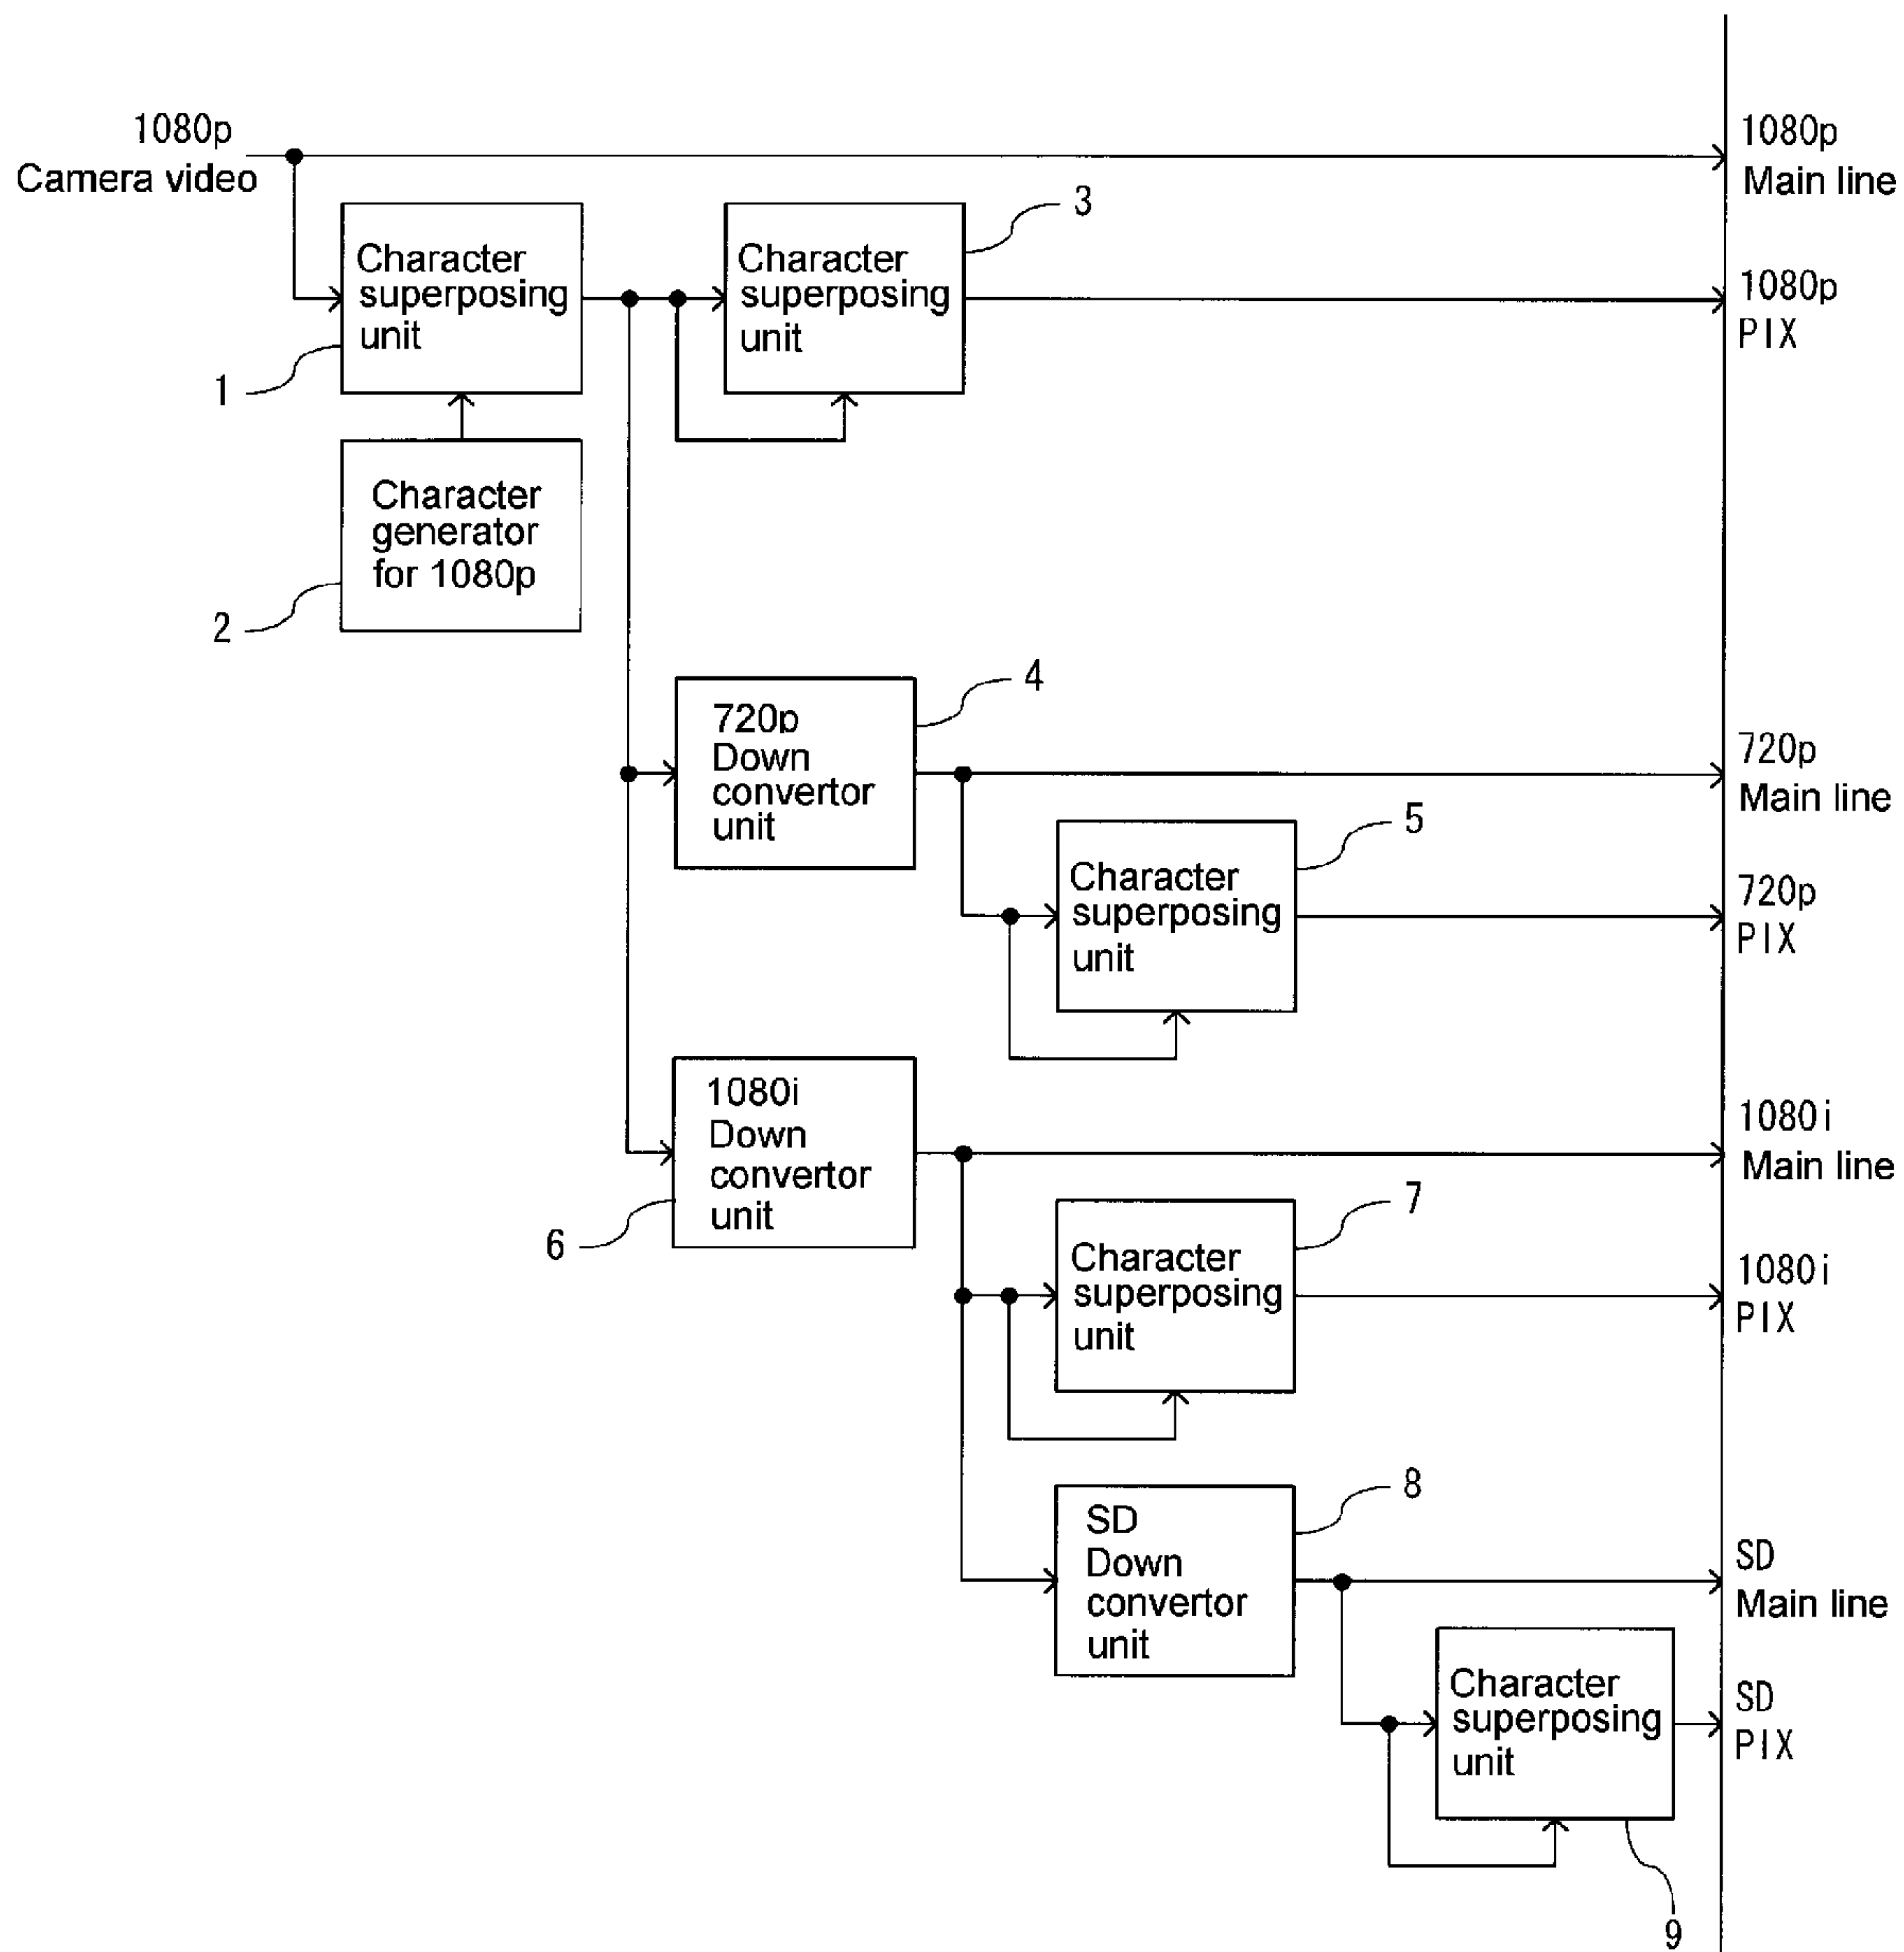 1080p
Camera video
1080p
Main line
3
Character
superposing
unit
1
Character
superposing
unit
1080p
PIX
Character
generator
for 1080p
2
4
720p
Down
convertor
unit
720p
Main line
5
Character
superposing
unit
720p
PIX
1080i
Down
convertor
unit
6
1080i
Main line
7
Character
superposing
unit
1080i
PIX
8
SD
Down
convertor
unit
SD
Main line
Character
superposing
unit
9
SD
PIX